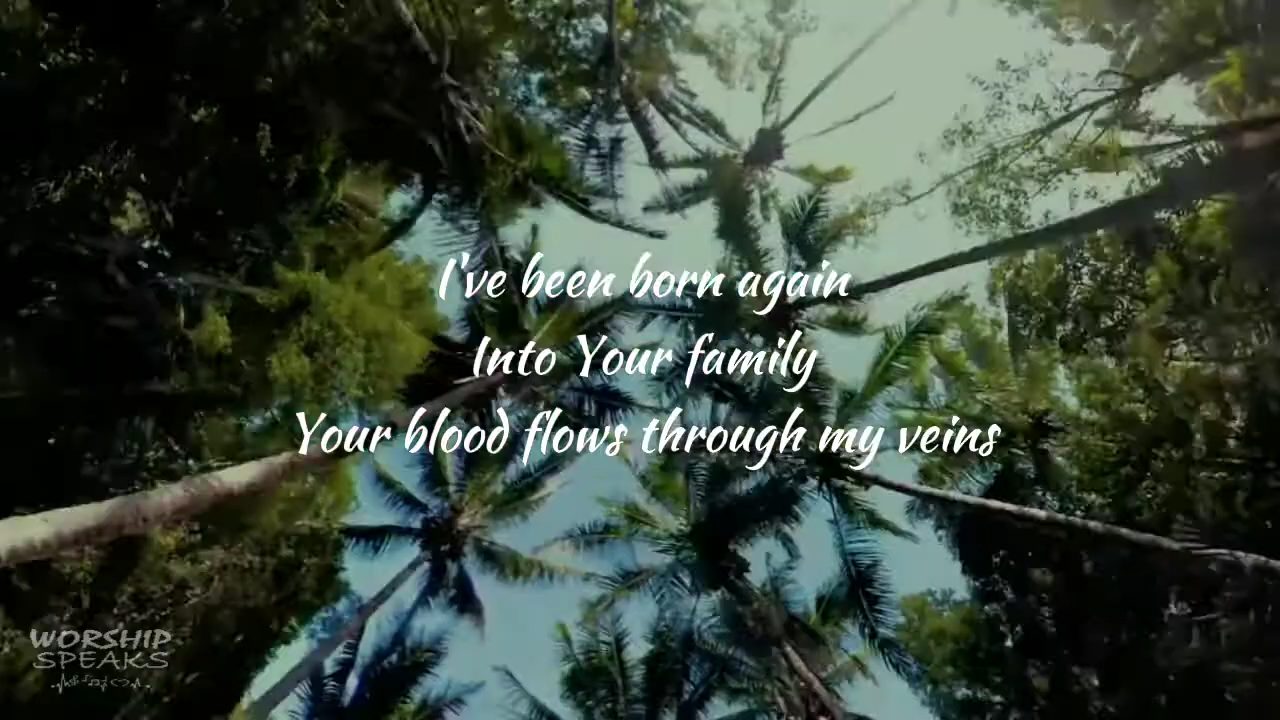 I've been born again
Into Your family
Your blood flows through my veins
WORSHIP
SPEAKS